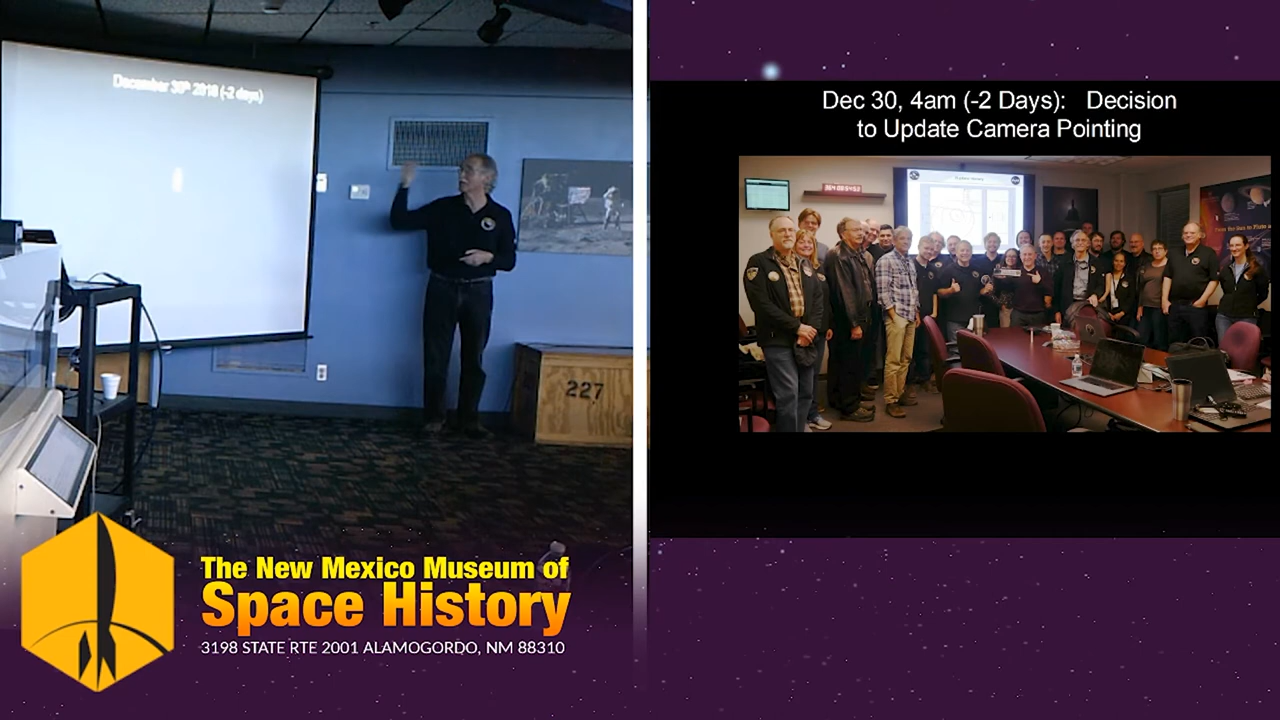 December 30th 2018 (-2 days)
227
The New Mexico Museum of
Space History
3198 STATE RTE 2001 ALAMOGORDO, NM 88310
Dec 30, 4am (-2 Days): Decision
to Update Camera Pointing